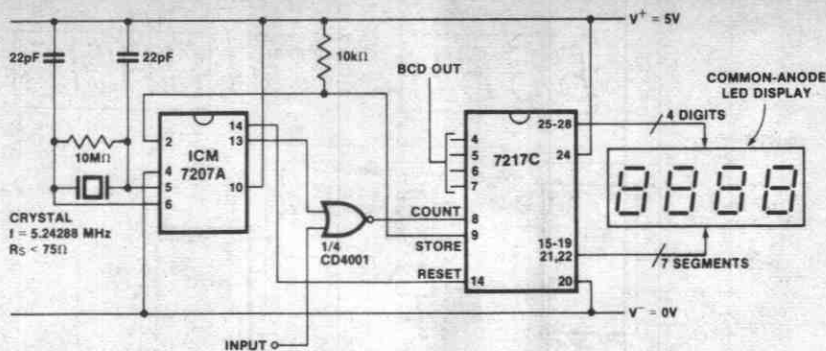 V⁺ = 5V
22pF
22pF
10kΩ
BCD OUT
COMMON-ANODE
LED DISPLAY
10MΩ
2
14
13
ICM
7207A
4
5
6
10
4
5
6
7
25-28
24
7217C
4 DIGITS
CRYSTAL
f = 5.24288 MHz
RS < 75Ω
1/4
CD4001
COUNT
8
STORE
9
RESET
14
15-19
21,22
20
7 SEGMENTS
8888
V⁻ = 0V
INPUT